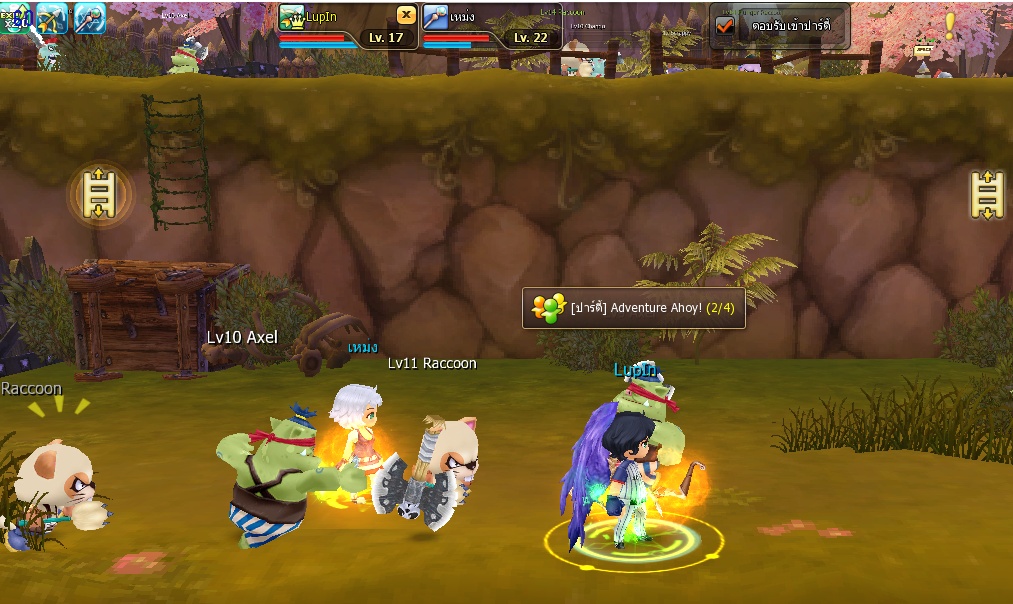 LupIn
Lv. 17
เหม่ง
Lv. 22
ตอบรับเข้าปาร์ตี้
[ปาร์ตี้] Adventure Ahoy! (2/4)
Lv10 Axel
เหม่ง
Lv11 Raccoon
LupIn
Raccoon